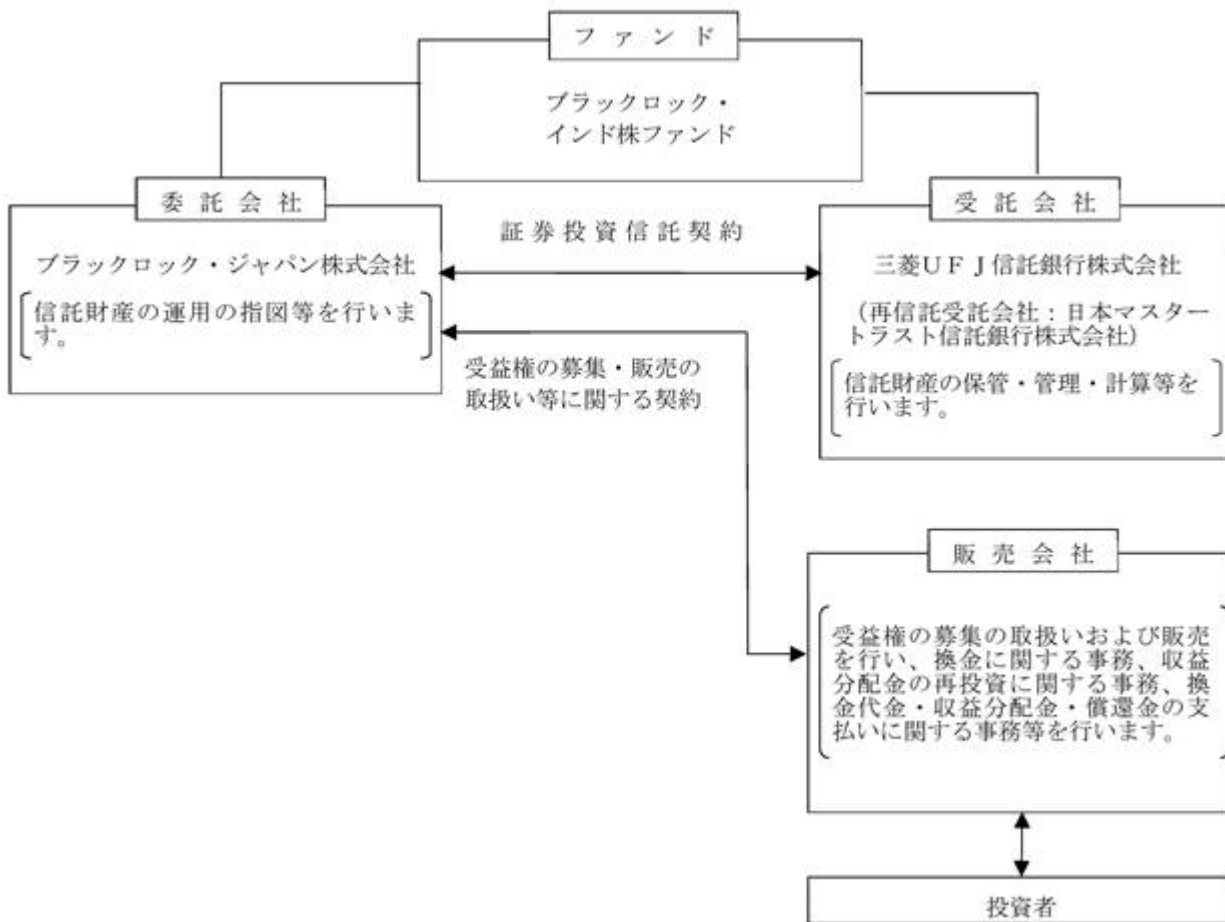 ファンド
ブラックロック・
インド株ファンド
委託会社
ブラックロック・ジャパン株式会社
信託財産の運用の指図等を行いま
す。
証券投資信託契約
受益権の募集・販売の
取扱い等に関する契約
受託会社
三菱UFJ信託銀行株式会社
（再信託受託会社：日本マスター
トラスト信託銀行株式会社）
信託財産の保管・管理・計算等を
行います。
販売会社
受益権の募集の取扱いおよび販売
を行い、換金に関する事務、収益
分配金の再投資に関する事務、換
金代金・収益分配金・償還金の支
払いに関する事務等を行います。
投資者